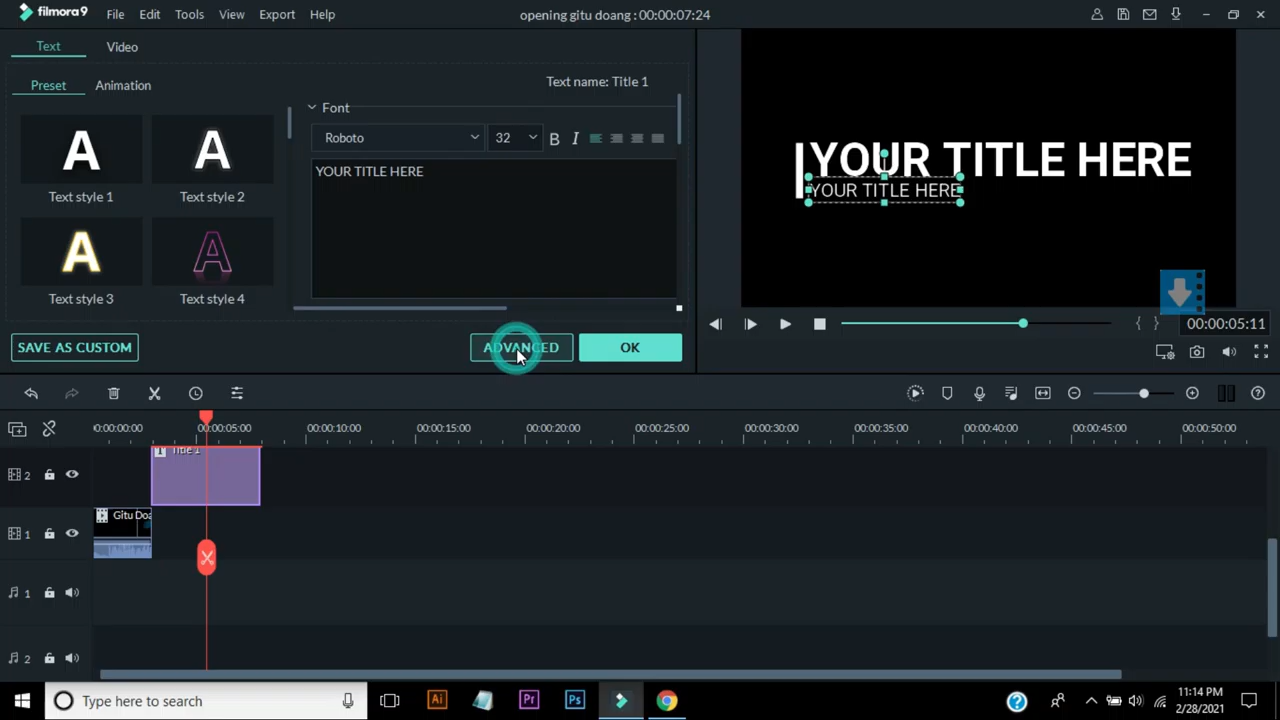 filmora9 File Edit Tools View Export Help opening gitu doang : 00:00:07:24
Text Video
Preset Animation Text name: Title 1
Font
Roboto 32 B I
YOUR TITLE HERE
A A
Text style 1 Text style 2
A A
Text style 3 Text style 4
YOUR TITLE HERE
YOUR TITLE HERE
SAVE AS CUSTOM ADVANCED OK
{ } 00:00:05:11
00:00:00:00 00:00:05:00 00:00:10:00 00:00:15:00 00:00:20:00 00:00:25:00 00:00:30:00 00:00:35:00 00:00:40:00 00:00:45:00 00:00:50:00
2 Title 1
1 Gitu Doa
1
2
Type here to search Ai Pr Ps 11:14 PM
2/28/2021